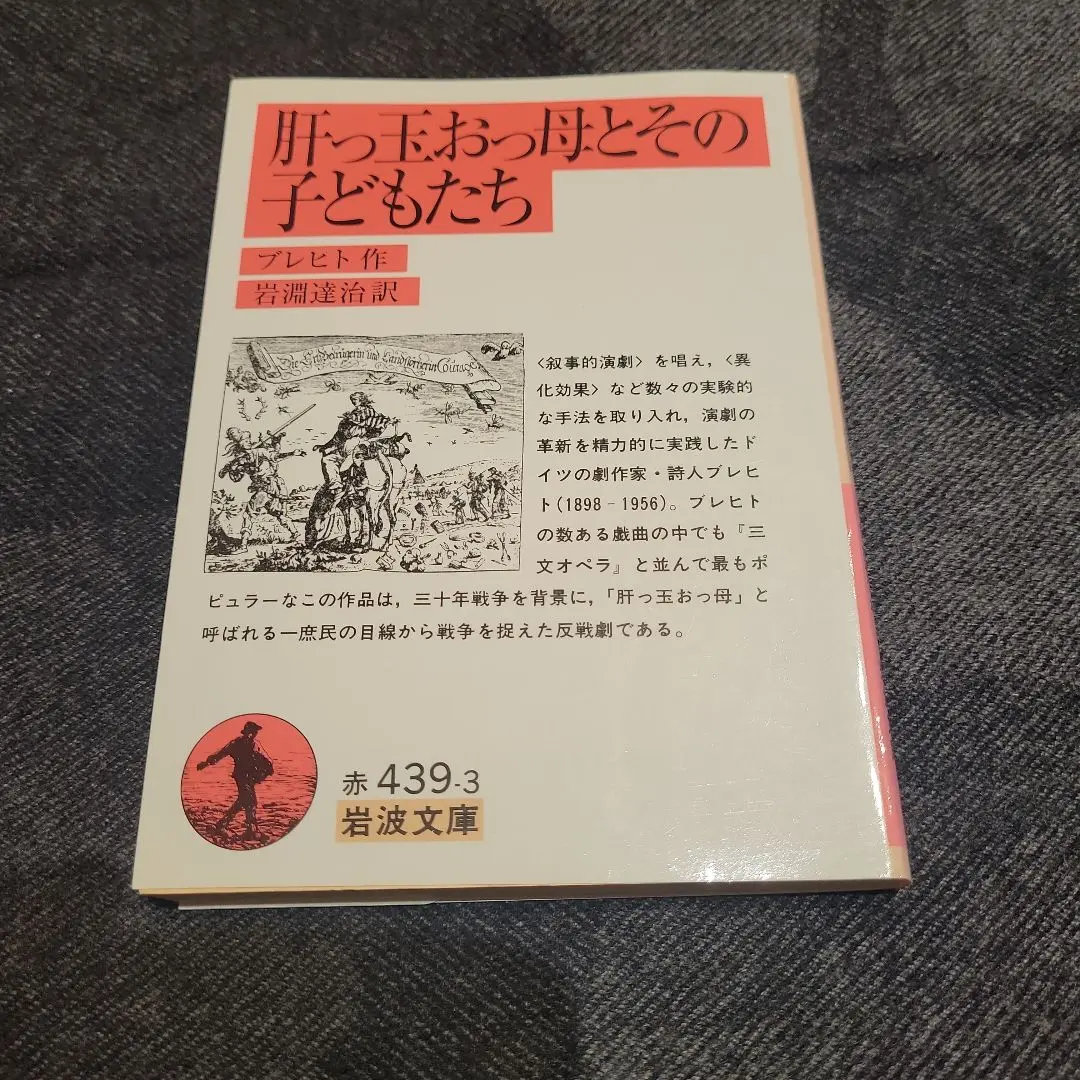 肝っ玉おっ母とその
子どもたち
ブレヒト 作
岩淵達治訳
Die Ertzbetrügerin und Landstörtzerin Courage
〈叙事的演劇〉を唱え，〈異
化効果〉など数々の実験的
な手法を取り入れ，演劇の
革新を精力的に実践したド
イツの劇作家・詩人ブレヒ
ト(1898‐1956)。ブレヒト
の数ある戯曲の中でも『三
文オペラ』と並んで最もポ
ピュラーなこの作品は，三十年戦争を背景に，「肝っ玉おっ母」と
呼ばれる一庶民の目線から戦争を捉えた反戦劇である。
赤 439-3
岩波文庫